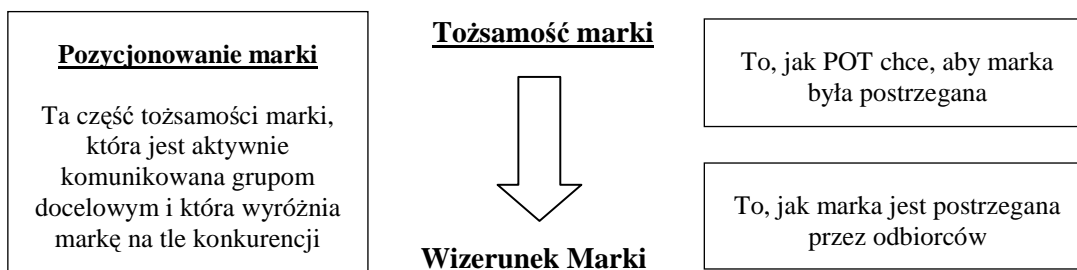 Pozycjonowanie marki
Ta część tożsamości marki,
która jest aktywnie
komunikowana grupom
docelowym i która wyróżnia
markę na tle konkurencji
Tożsamość marki
Wizerunek Marki
To, jak POT chce, aby marka
była postrzegana
To, jak marka jest postrzegana
przez odbiorców